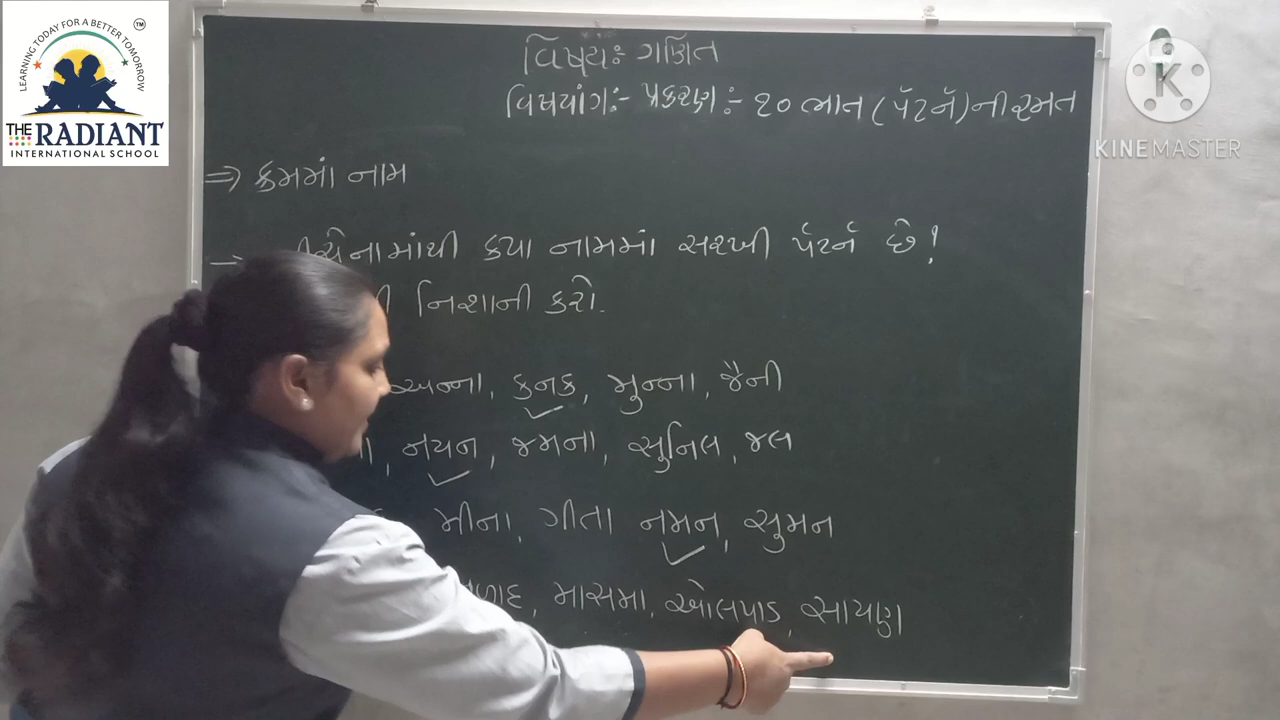 LEARNING TODAY FOR A BETTER TOMORROW
TM
THE RADIANT
INTERNATIONAL SCHOOL
K
KINEMASTER
વિષય:- ગણિત
વિષયાંગ:- પ્રકરણ:- ૧૦ ભાત (પૅટર્ન) ની રમત
⇒ ક્રમમાં નામ
કયા નામમાં સરખી પૅટર્ન છે!
નિશાની કરો.
અન્ના, કનક, મુન્ના, જૈની
નયન, જમના, સુનિલ, જલ
મીના, ગીતા નમન, સુમન
માસમા, ઓલપાડ, સાયણ